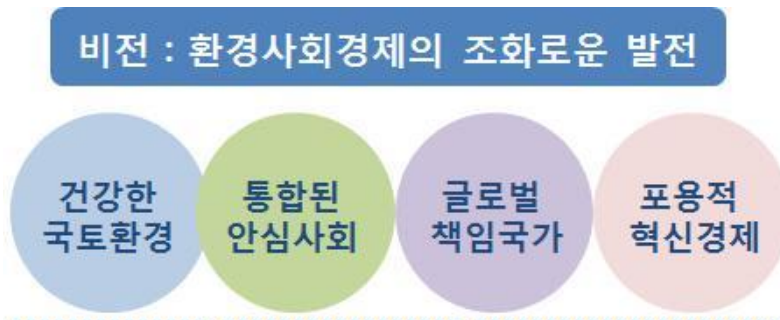 비전 : 환경사회경제의 조화로운 발전
건강한
국토환경
통합된
안심사회
글로벌
책임국가
포용적
혁신경제